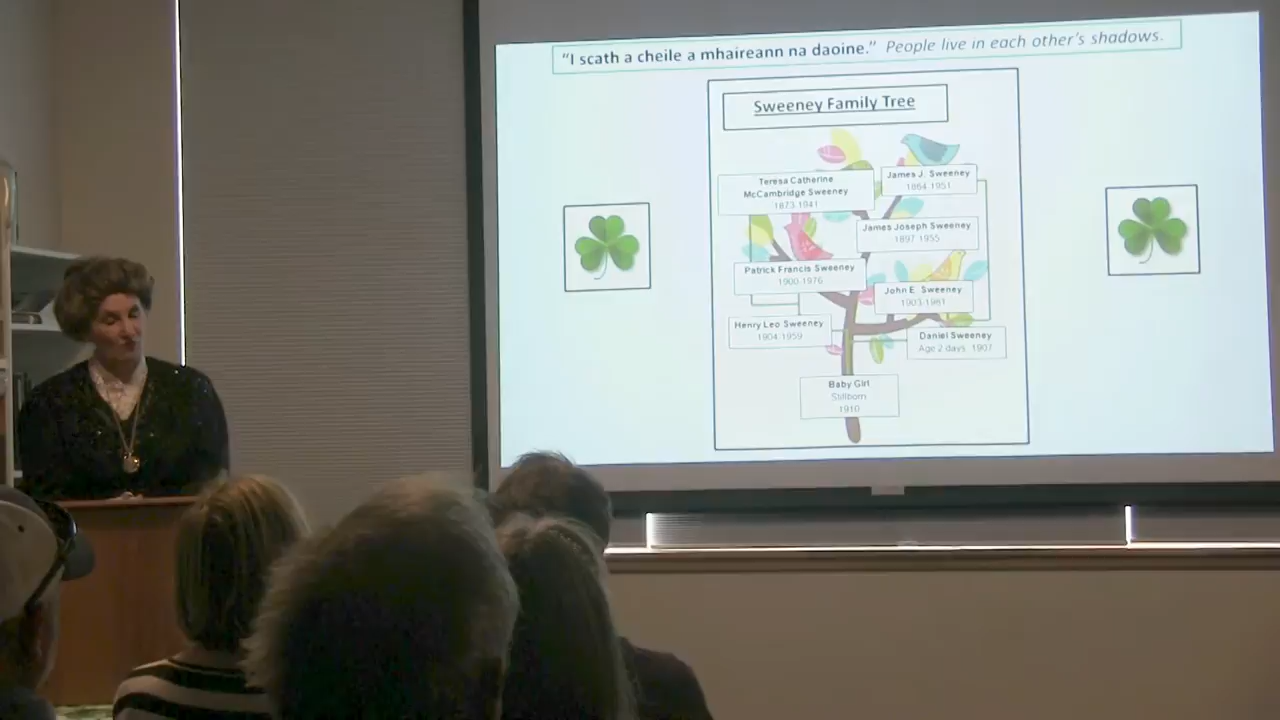 "I scath a cheile a mhaireann na daoine." People live in each other's shadows.
Sweeney Family Tree
Teresa Catherine
McCambridge Sweeney
1873 1941
James J. Sweeney
1864 1951
James Joseph Sweeney
1897 1955
Patrick Francis Sweeney
1900-1976
John E. Sweeney
1903-1981
Henry Leo Sweeney
1904-1959
Daniel Sweeney
Age 2 days 1907
Baby Girl
Stillborn
1910